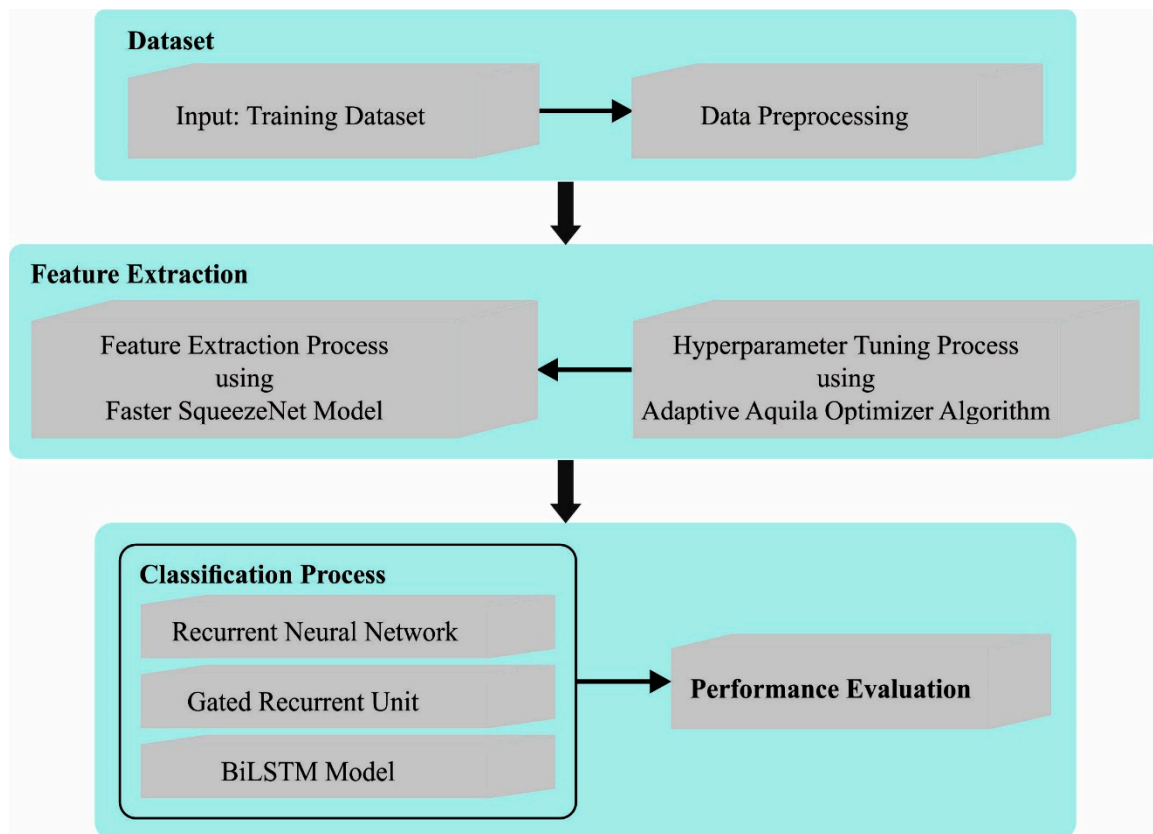 Dataset
Input: Training Dataset
Data Preprocessing
Feature Extraction
Feature Extraction Process
using
Faster SqueezeNet Model
Hyperparameter Tuning Process
using
Adaptive Aquila Optimizer Algorithm
Classification Process
Recurrent Neural Network
Gated Recurrent Unit
BiLSTM Model
Performance Evaluation